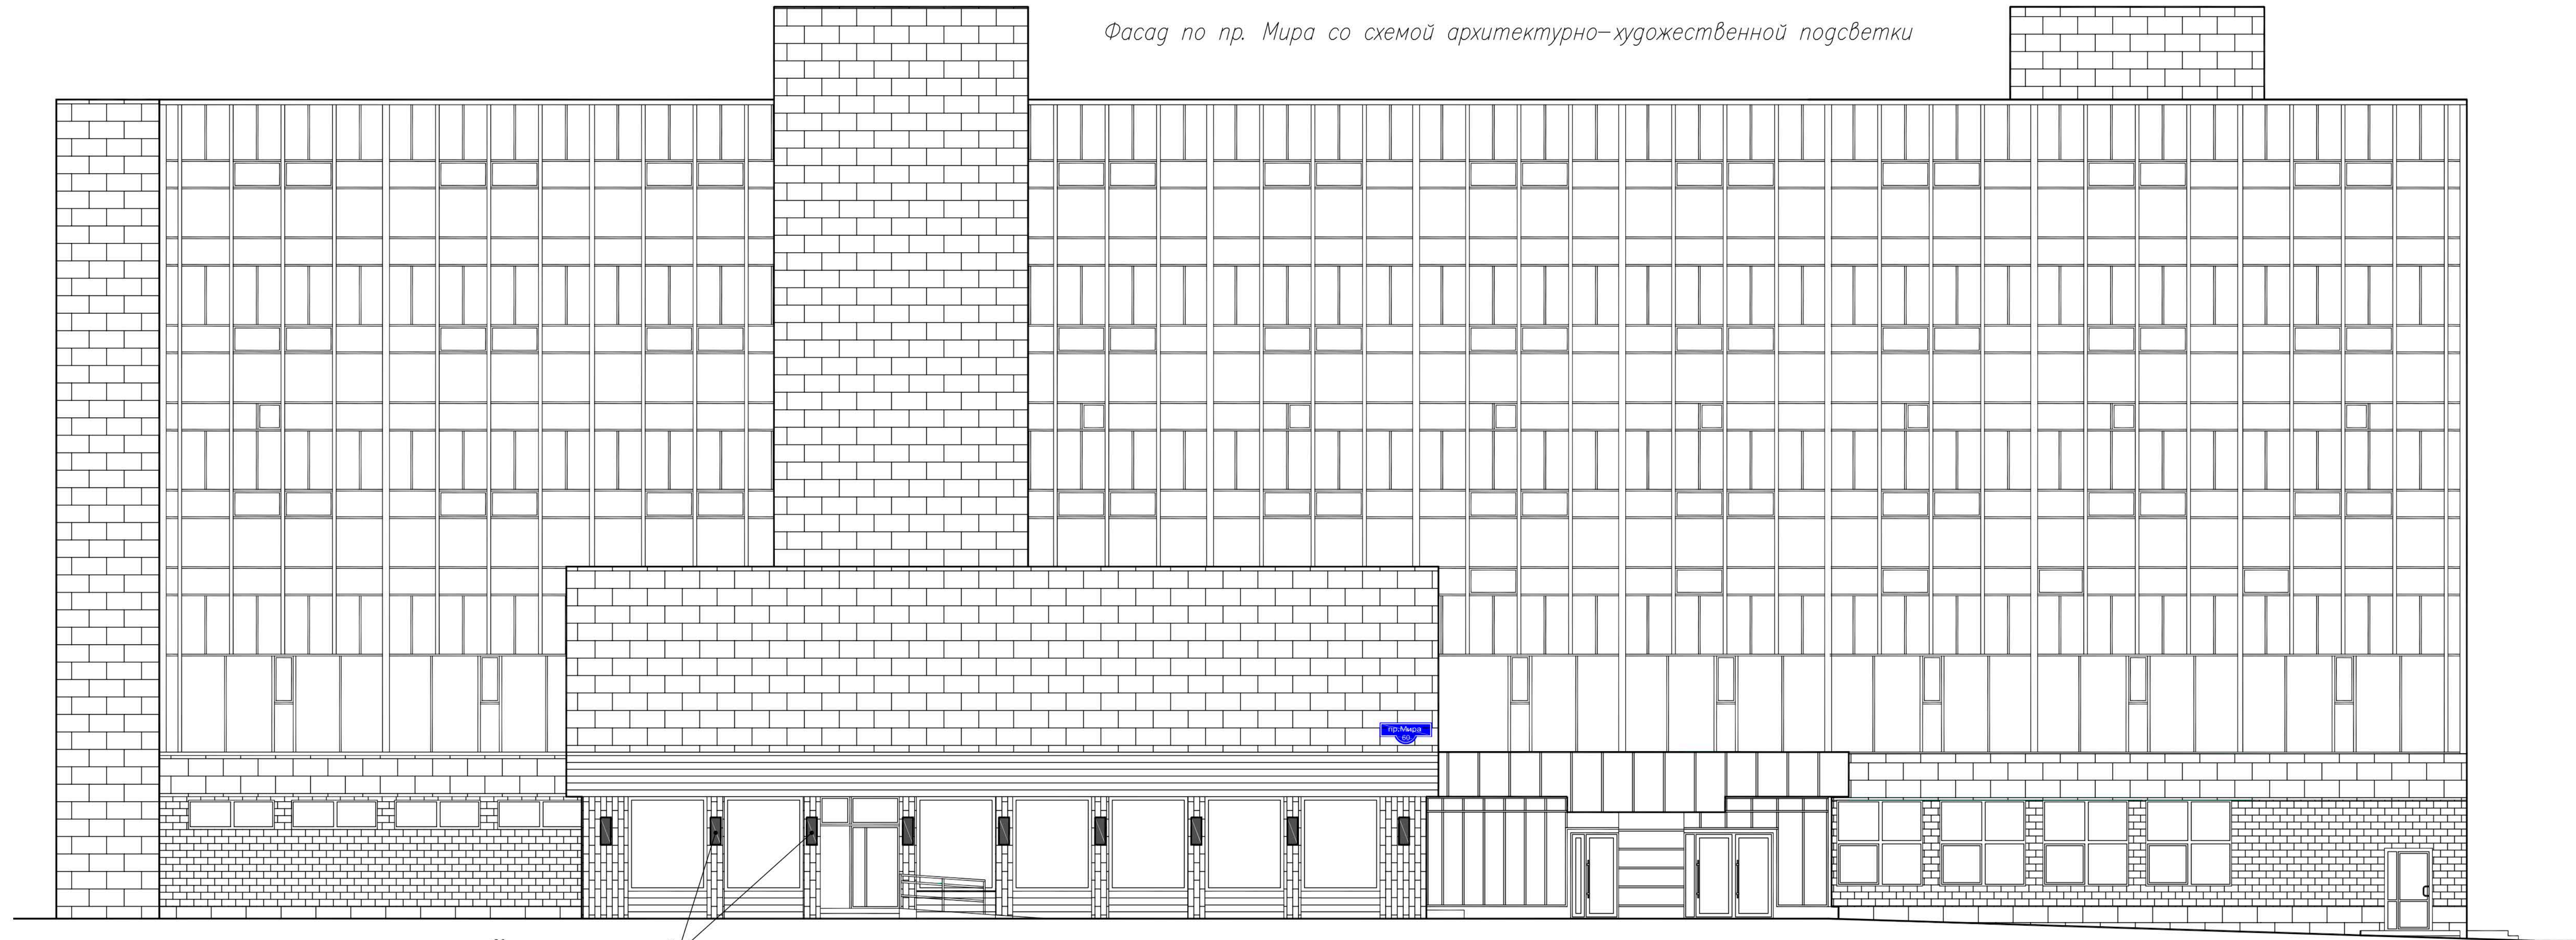 Фасад по пр. Мира со схемой архитектурно-художественной подсветки
пр.Мира
60